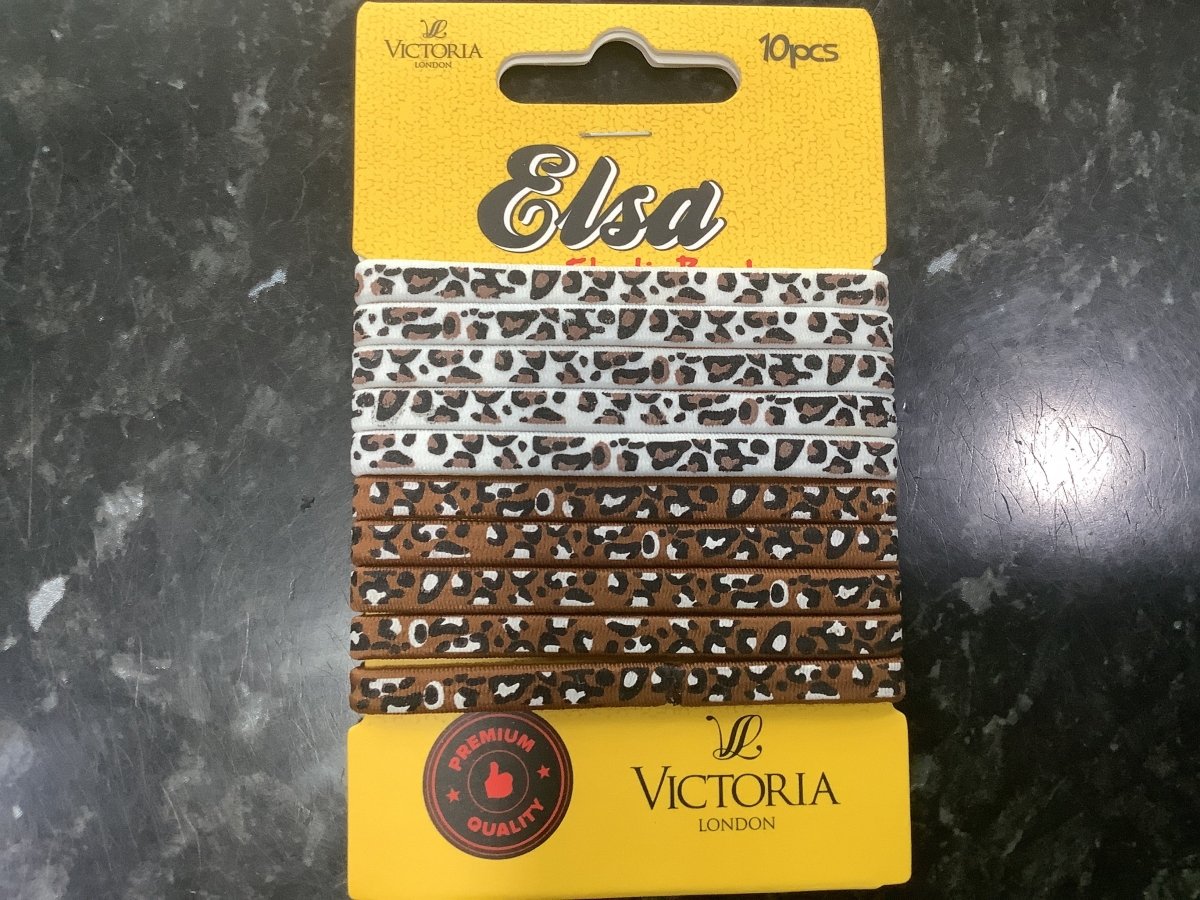 VICTORIA
LONDON
10pcs
Elsa
VICTORIA
LONDON
PREMIUM
QUALITY